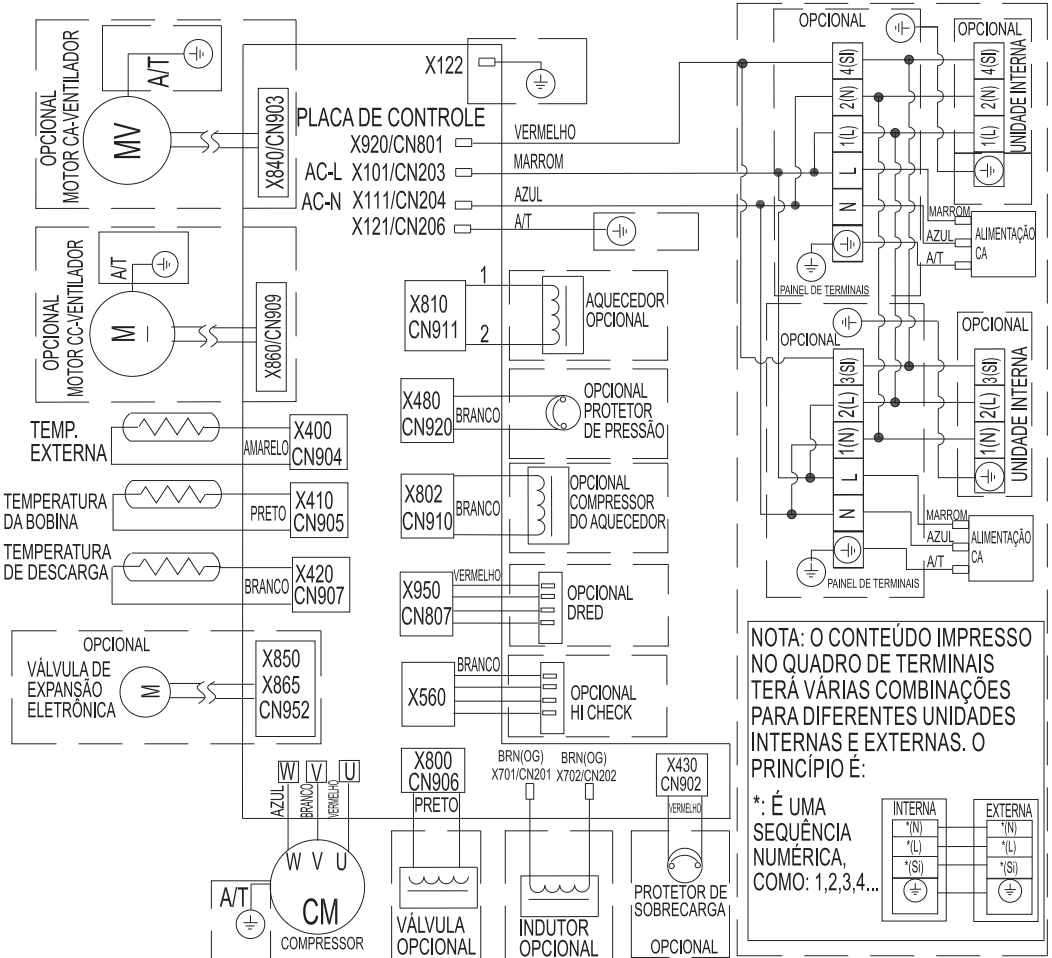 OPCIONAL
MOTOR CA-VENTILADOR
A/T
MV
X840/CN903
X122
PLACA DE CONTROLE
X920/CN801
VERMELHO
AC-L X101/CN203
MARROM
AC-N X111/CN204
AZUL
X121/CN206
A/T
OPCIONAL
MOTOR CC-VENTILADOR
A/T
M
X860/CN909
X810
CN911
1
2
AQUECEDOR
OPCIONAL
X480
CN920
BRANCO
OPCIONAL
PROTETOR
DE PRESSÃO
TEMP.
EXTERNA
AMARELO
X400
CN904
X802
CN910
BRANCO
OPCIONAL
COMPRESSOR
DO AQUECEDOR
TEMPERATURA
DA BOBINA
PRETO
X410
CN905
TEMPERATURA
DE DESCARGA
BRANCO
X420
CN907
X950
CN807
VERMELHO
OPCIONAL
DRED
OPCIONAL
VÁLVULA DE
EXPANSÃO
ELETRÔNICA
M
X850
X865
CN952
X560
BRANCO
OPCIONAL
HI CHECK
W V U
AZUL
BRANCO
VERMELHO
W V U
CM
COMPRESSOR
A/T
X800
CN906
PRETO
VÁLVULA
OPCIONAL
BRN(OG)
X701/CN201
BRN(OG)
X702/CN202
INDUTOR
OPCIONAL
X430
CN902
VERMELHO
PROTETOR DE
SOBRECARGA
OPCIONAL
OPCIONAL
4(SI)
2(N)
1(L)
L
N
PAINEL DE TERMINAIS
OPCIONAL
4(SI)
2(N)
1(L)
UNIDADE INTERNA
MARROM
AZUL
A/T
ALIMENTAÇÃO
CA
OPCIONAL
3(SI)
2(L)
1(N)
L
N
PAINEL DE TERMINAIS
OPCIONAL
3(SI)
2(L)
1(N)
UNIDADE INTERNA
MARROM
AZUL
A/T
ALIMENTAÇÃO
CA
NOTA: O CONTEÚDO IMPRESSO
NO QUADRO DE TERMINAIS
TERÁ VÁRIAS COMBINAÇÕES
PARA DIFERENTES UNIDADES
INTERNAS E EXTERNAS. O
PRINCÍPIO É:
*: É UMA
SEQUÊNCIA
NUMÉRICA,
COMO: 1,2,3,4...
INTERNA
*(N)
*(L)
*(Si)
EXTERNA
*(N)
*(L)
*(Si)